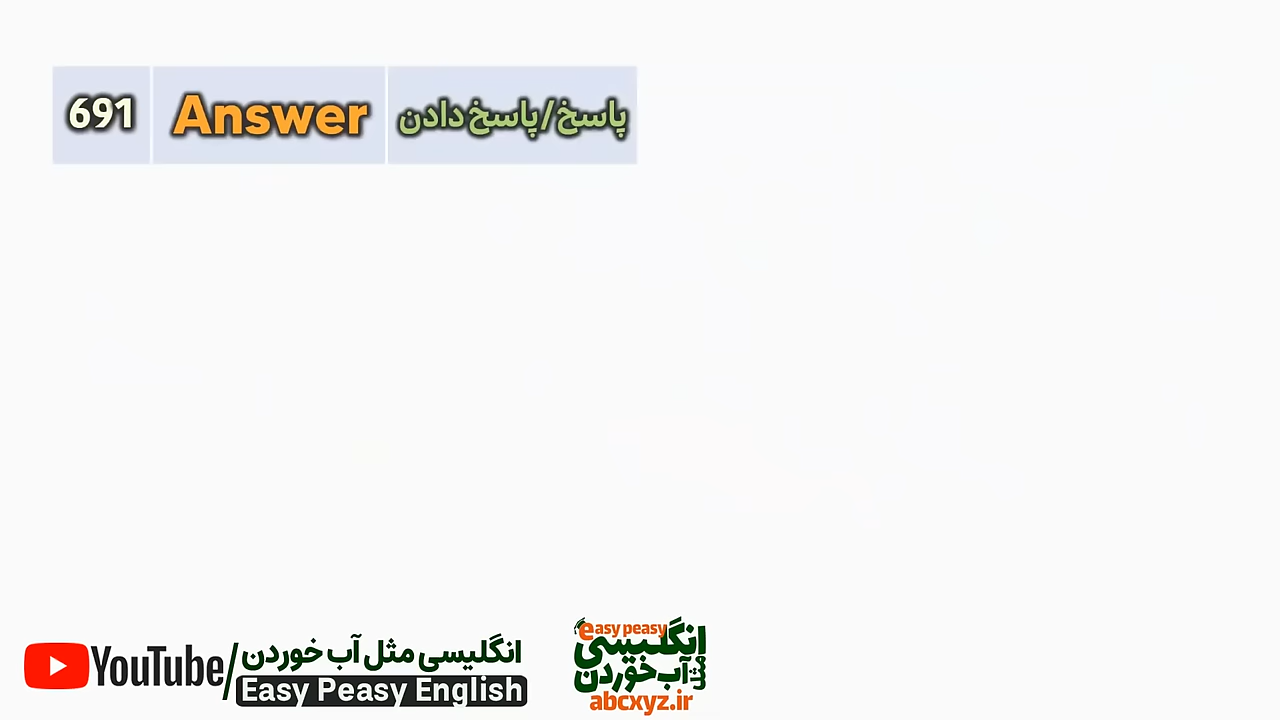 691 Answer پاسخ/پاسخ دادن
YouTube/انگلیسی مثل آب خوردن
Easy Peasy English
easy peasy
انگلیسی
مثل آب خوردن
abcxyz.ir